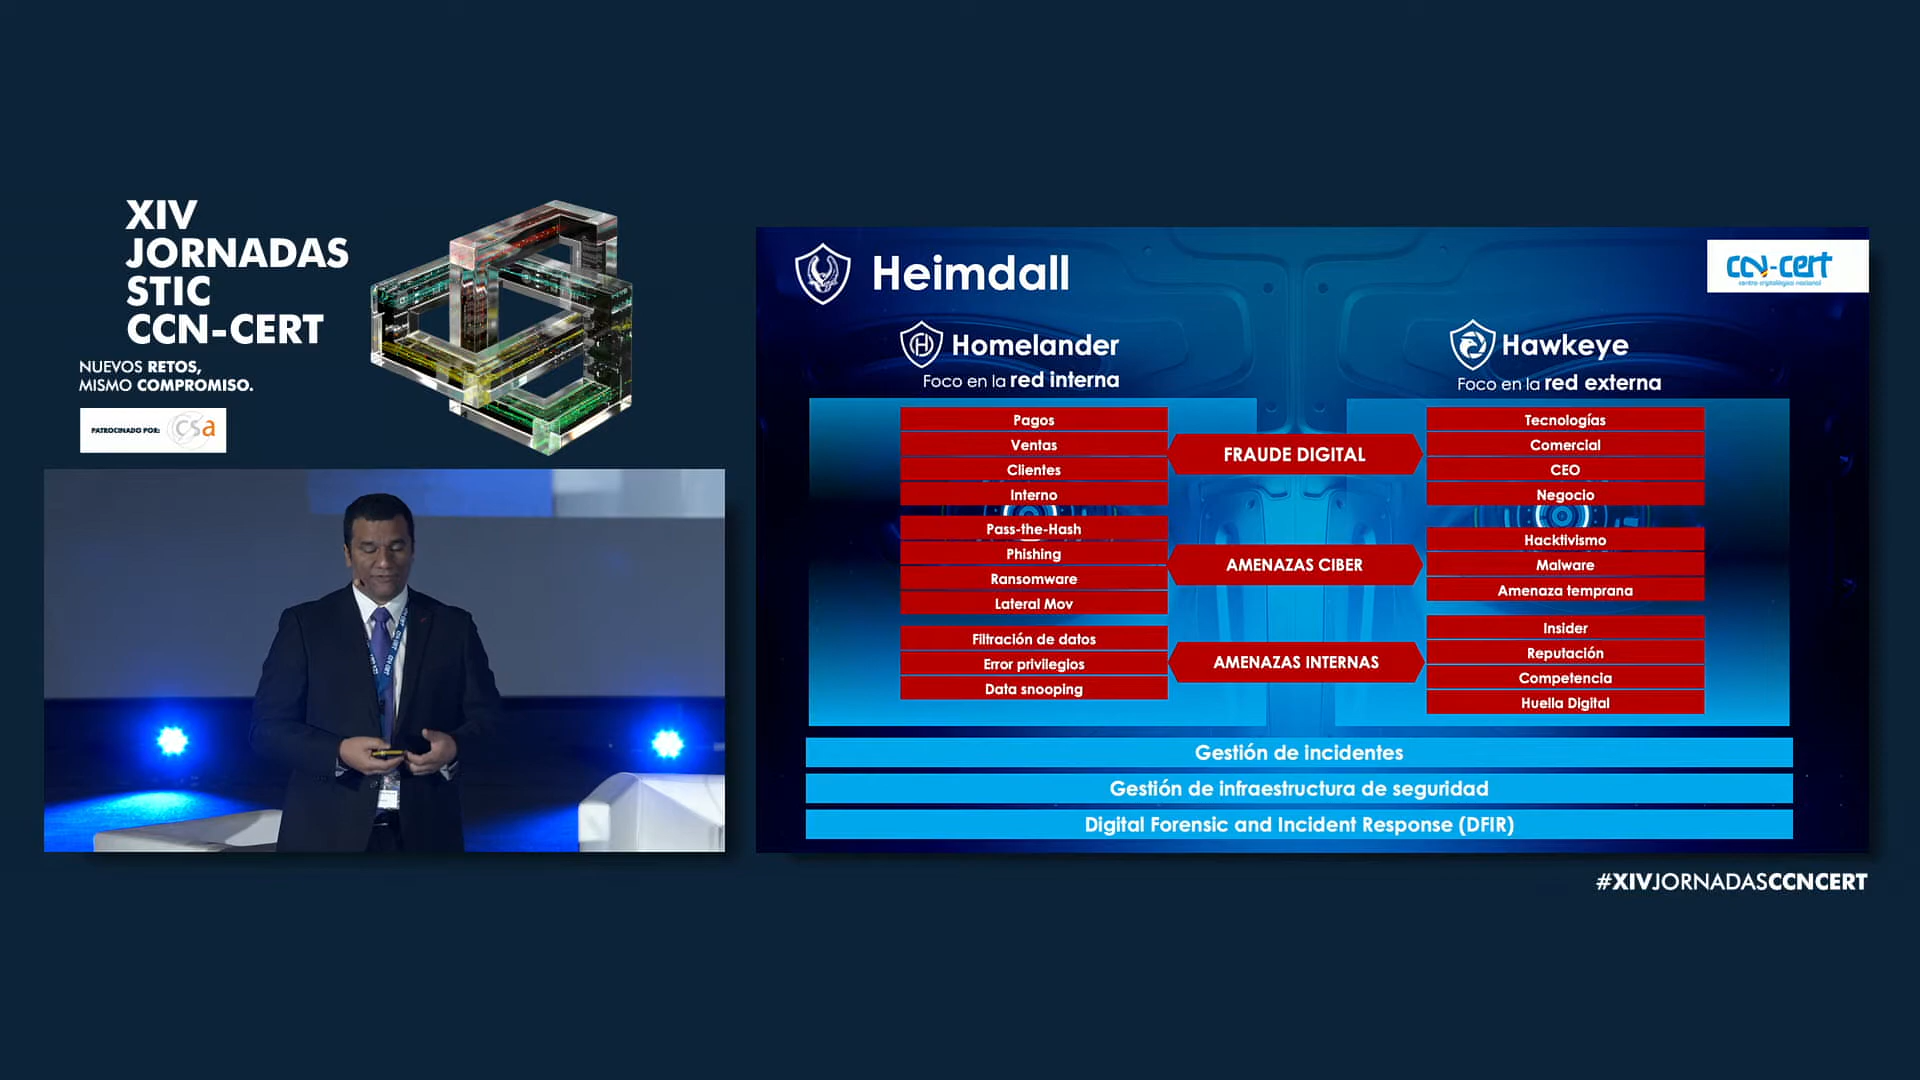 XIV
JORNADAS
STIC
CCN-CERT
NUEVOS RETOS,
MISMO COMPROMISO.
PATROCINADO POR: csa
Heimdall
ccn-cert
centro criptológico nacional
Homelander
Foco en la red interna
Hawkeye
Foco en la red externa
Pagos
Ventas
Clientes
Interno
FRAUDE DIGITAL
Tecnologías
Comercial
CEO
Negocio
Pass-the-Hash
Phishing
Ransomware
Lateral Mov
AMENAZAS CIBER
Hacktivismo
Malware
Amenaza temprana
Filtración de datos
Error privilegios
Data snooping
AMENAZAS INTERNAS
Insider
Reputación
Competencia
Huella Digital
Gestión de incidentes
Gestión de infraestructura de seguridad
Digital Forensic and Incident Response (DFIR)
#XIVJORNADASCCNCERT